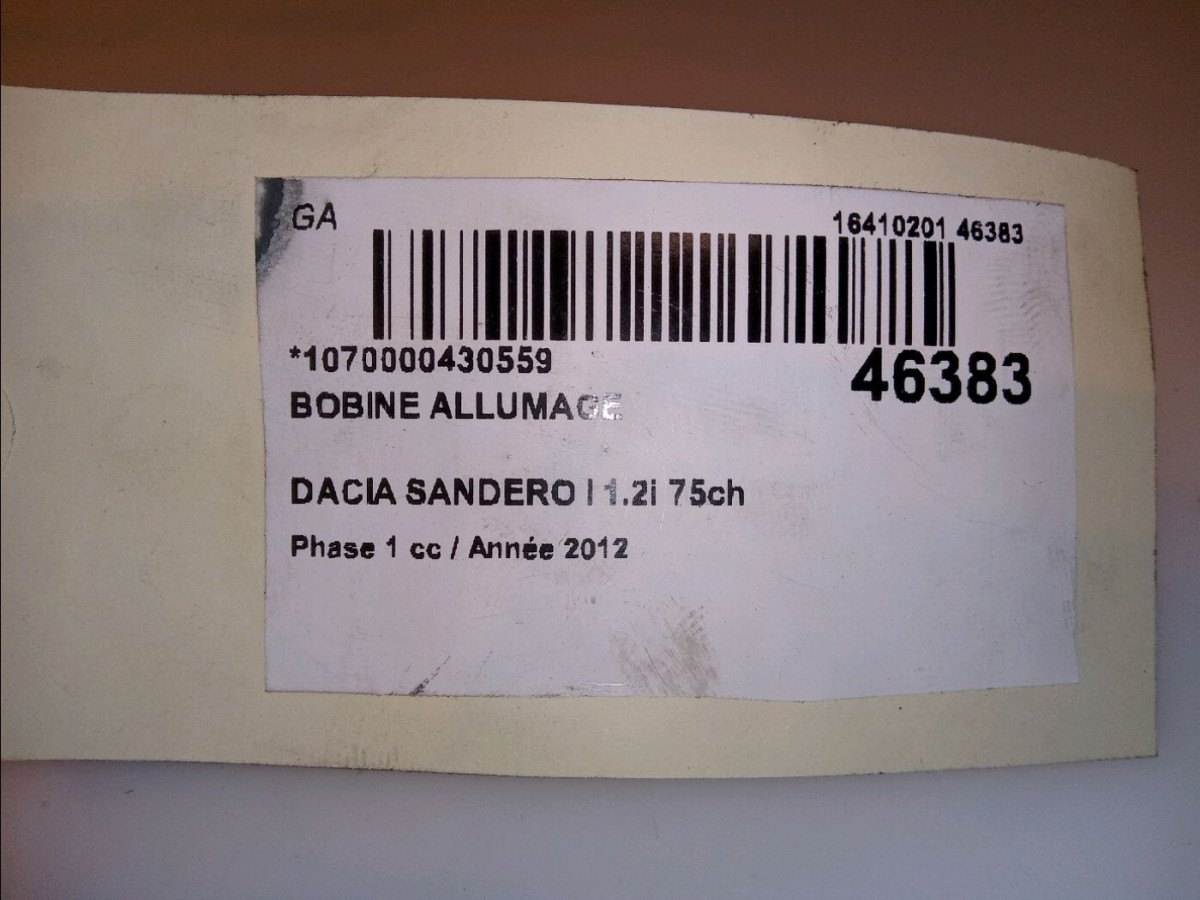 GA
16410201 46383
*1070000430559
46383
BOBINE ALLUMAGE
DACIA SANDERO I 1.2i 75ch
Phase 1 cc / Année 2012